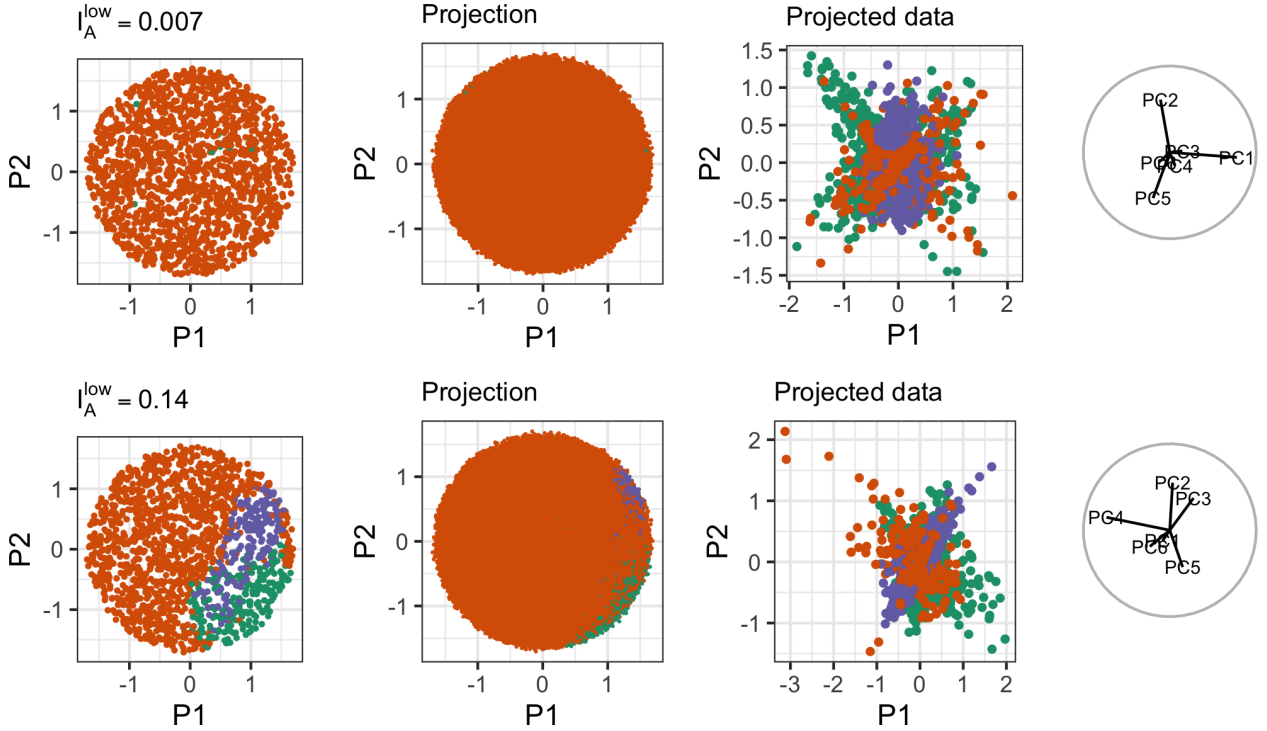 I_A^low = 0.007
Projection
Projected data
P2
1
0
-1
-1 0 1
P1
P2
1
0
-1
-1 0 1
P1
P2
1.5
1.0
0.5
0.0
-0.5
-1.0
-1.5
-2 -1 0 1 2
P1
PC2
PC3
PC1
PC6
PC4
PC5
I_A^low = 0.14
Projection
Projected data
P2
1
0
-1
-1 0 1
P1
P2
1
0
-1
-1 0 1
P1
P2
2
1
0
-1
-3 -2 -1 0 1 2
P1
PC2
PC3
PC4
PC1
PC6
PC5